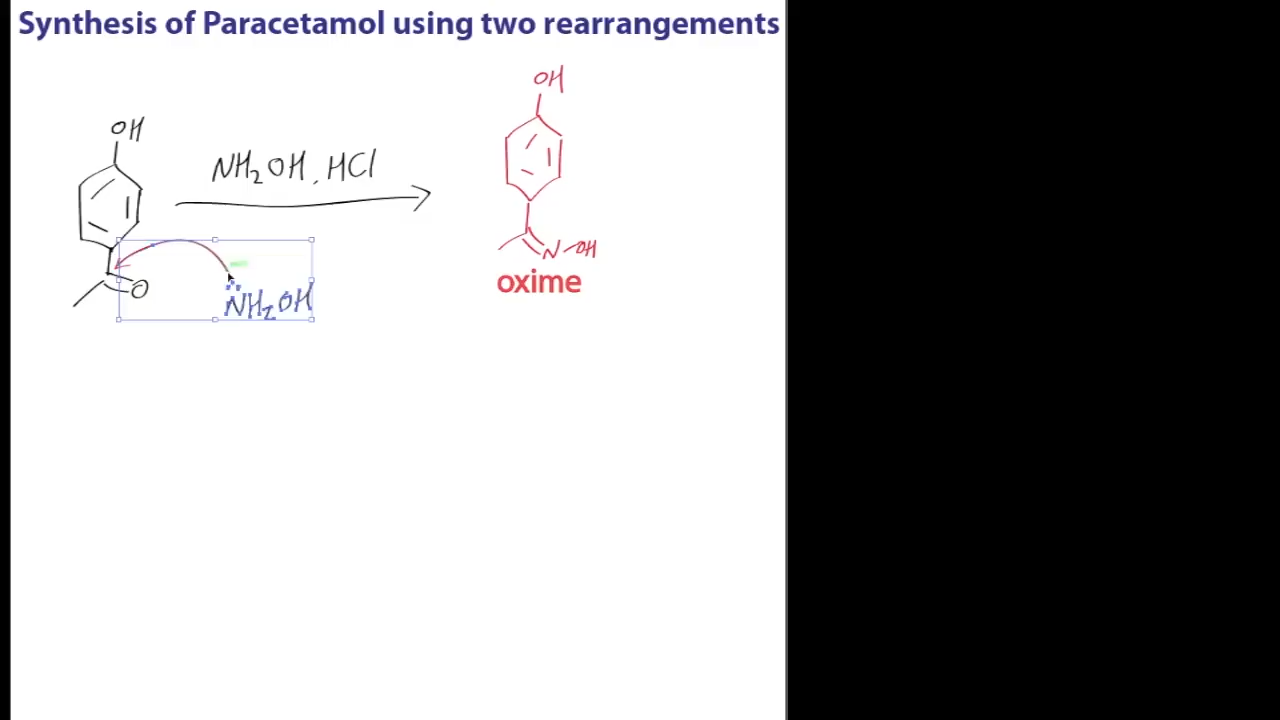 Synthesis of Paracetamol using two rearrangements
OH
OH
NH₂OH, HCl
N-OH
O
NH₂OH
oxime